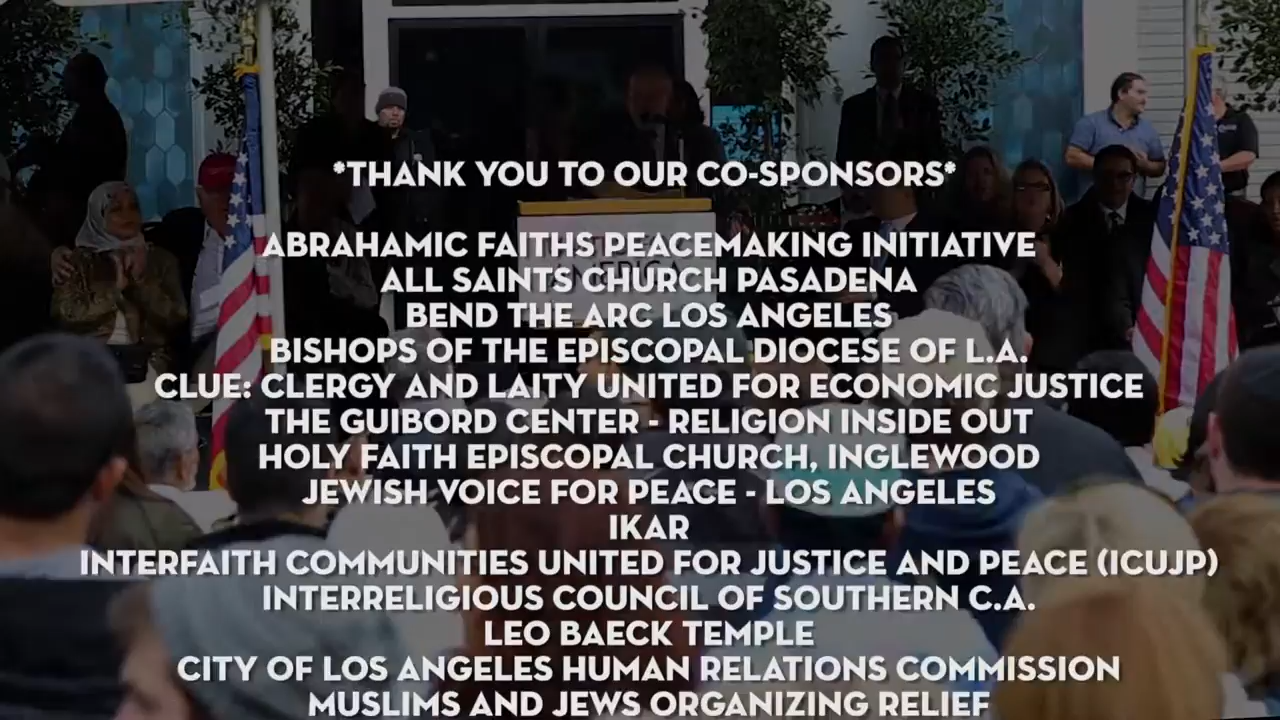 *THANK YOU TO OUR CO-SPONSORS*
ABRAHAMIC FAITHS PEACEMAKING INITIATIVE
ALL SAINTS CHURCH PASADENA
BEND THE ARC LOS ANGELES
BISHOPS OF THE EPISCOPAL DIOCESE OF L.A.
CLUE: CLERGY AND LAITY UNITED FOR ECONOMIC JUSTICE
THE GUIBORD CENTER - RELIGION INSIDE OUT
HOLY FAITH EPISCOPAL CHURCH, INGLEWOOD
JEWISH VOICE FOR PEACE - LOS ANGELES
IKAR
INTERFAITH COMMUNITIES UNITED FOR JUSTICE AND PEACE (ICUJP)
INTERRELIGIOUS COUNCIL OF SOUTHERN C.A.
LEO BAECK TEMPLE
CITY OF LOS ANGELES HUMAN RELATIONS COMMISSION
MUSLIMS AND JEWS ORGANIZING RELIEF